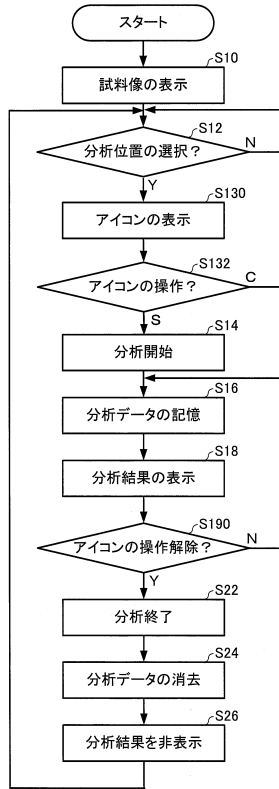 スタート
S10
試料像の表示
S12
分析位置の選択？
N
Y
S130
アイコンの表示
S132
アイコンの操作？
C
S
S14
分析開始
S16
分析データの記憶
S18
分析結果の表示
S190
アイコンの操作解除？
N
Y
S22
分析終了
S24
分析データの消去
S26
分析結果を非表示